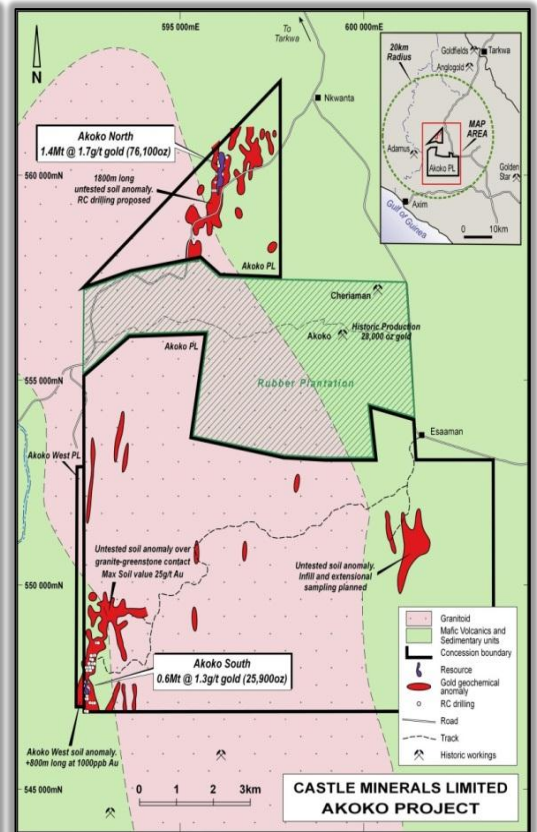 595 000mE
600 000mE
To
Tarkwa
N
Nkwanta
Akoko North
1.4Mt @ 1.7g/t gold (76,100oz)
560 000mN
1800m long
untested soil anomaly.
RC drilling proposed
Akoko PL
20km
Radius
Goldfields
Tarkwa
Anglogold
MAP
AREA
Adamus
Akoko PL
Golden
Star
Axim
Gulf of Guinea
0 10km
Cheriaman
Akoko
Historic Production
28,000 oz gold
Akoko PL
555 000mN
Rubber Plantation
Esaaman
Akoko West PL
Untested soil anomaly over
granite-greenstone contact
Max Soil value 25g/t Au
Untested soil anomaly.
Infill and extensional
sampling planned
550 000mN
Akoko South
0.6Mt @ 1.3g/t gold (25,900oz)
Akoko West soil anomaly.
+800m long at 1000ppb Au
Granitoid
Mafic Volcanics and
Sedimentary units
Concession boundary
Resource
Gold geochemical
anomaly
RC drilling
Road
Track
Historic workings
545 000mN
0 1 2 3km
CASTLE MINERALS LIMITED
AKOKO PROJECT